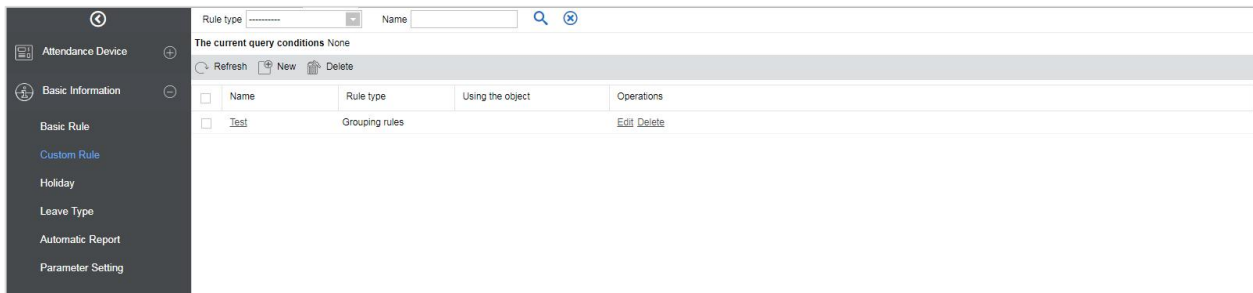 Rule type ---------- Name
Attendance Device
The current query conditions None
Refresh New Delete
Basic Information
Name Rule type Using the object Operations
Basic Rule
Test Grouping rules Edit Delete
Custom Rule
Holiday
Leave Type
Automatic Report
Parameter Setting